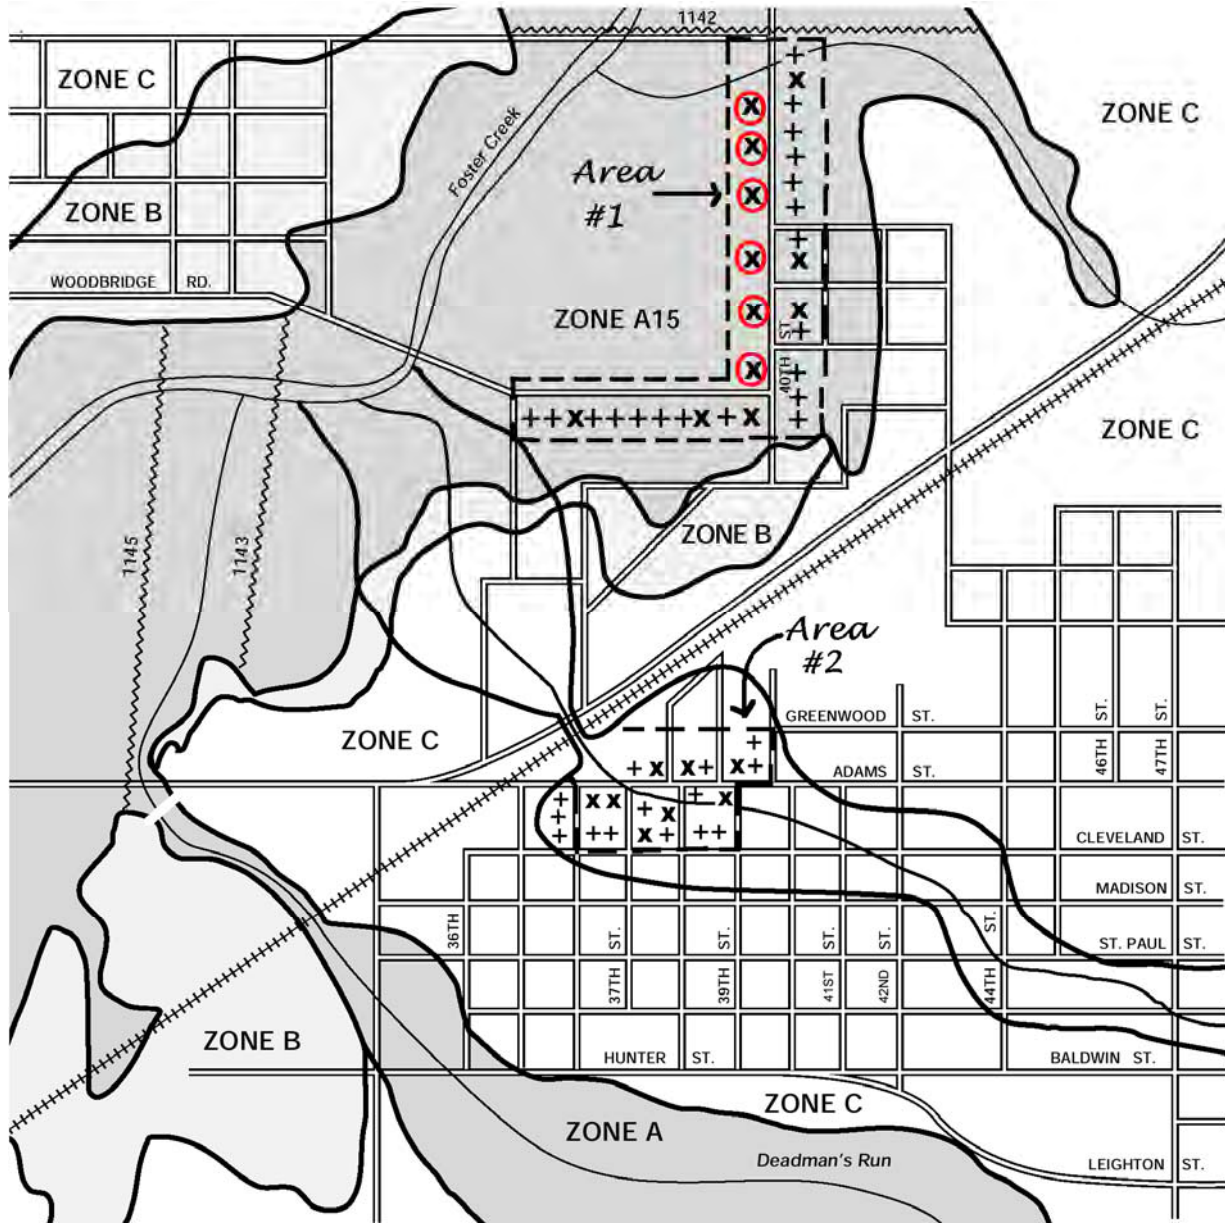 1142
ZONE C
ZONE C
Foster Creek
Area
#1
ZONE B
WOODBRIDGE RD.
ZONE A15
40TH ST.
ZONE C
ZONE B
1145
1143
Area
#2
GREENWOOD ST.
46TH ST.
47TH ST.
ZONE C
ADAMS ST.
CLEVELAND ST.
MADISON ST.
36TH
37TH ST.
39TH ST.
41ST ST.
42ND ST.
44TH ST.
ST. PAUL ST.
ZONE B
HUNTER ST.
BALDWIN ST.
ZONE C
ZONE A
Deadman's Run
LEIGHTON ST.